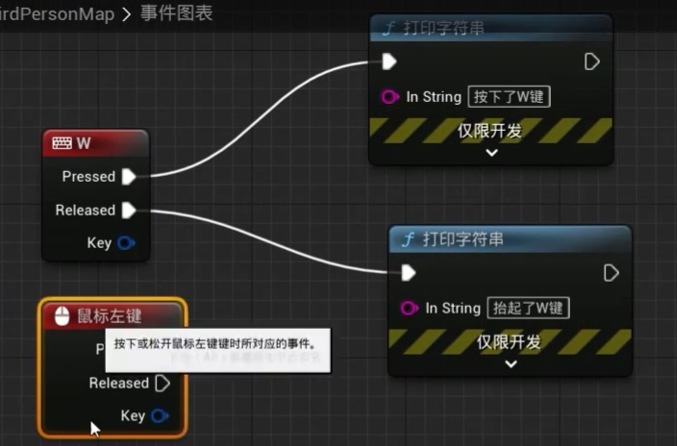 irdPersonMap > 事件图表
f 打印字符串
In String 按下了W键
仅限开发
W
Pressed
Released
Key
f 打印字符串
In String 抬起了W键
仅限开发
鼠标左键
P
按下或松开鼠标左键键时所对应的事件。
Released
Key